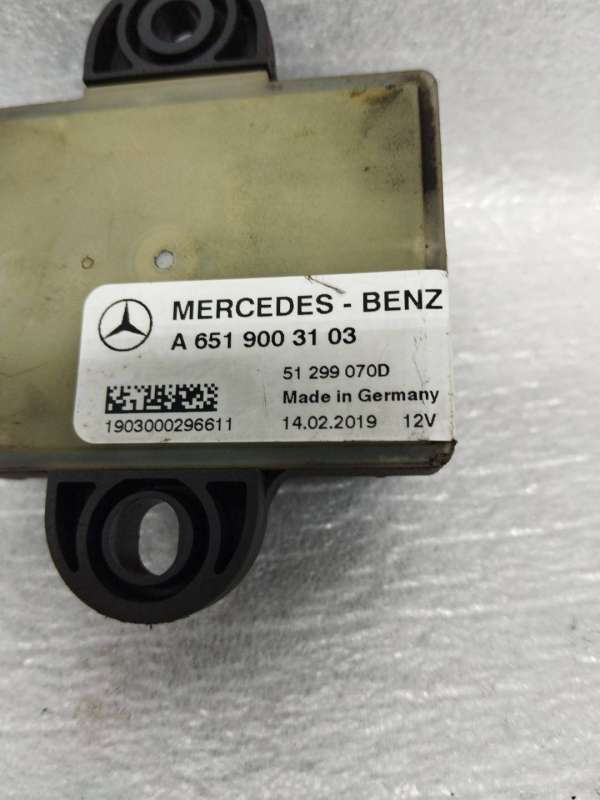 MERCEDES - BENZ
A 651 900 31 03
51 299 070D
Made in Germany
1903000296611 14.02.2019 12V